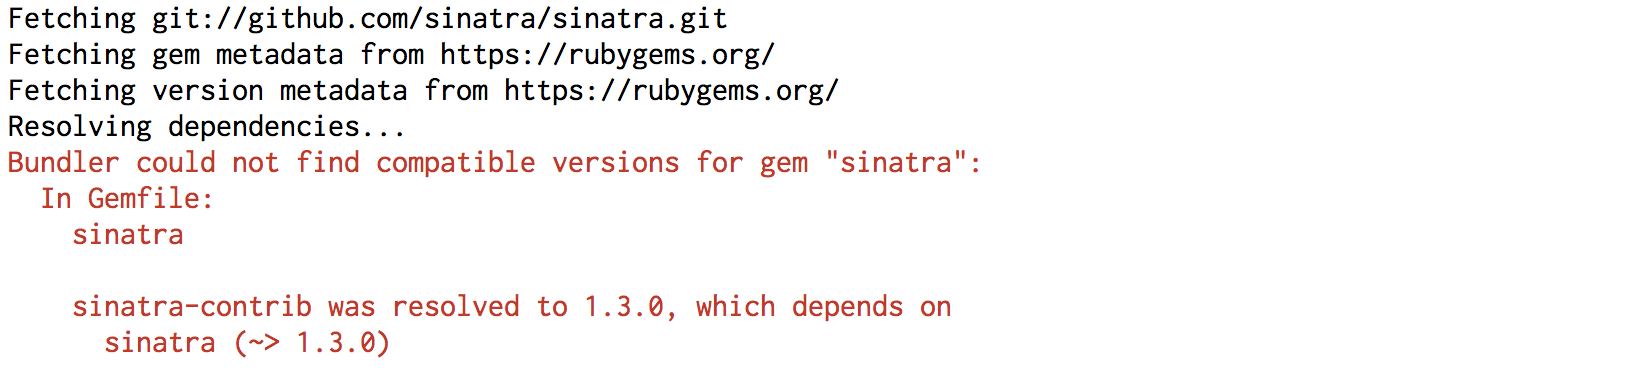 Fetching git://github.com/sinatra/sinatra.git
Fetching gem metadata from https://rubygems.org/
Fetching version metadata from https://rubygems.org/
Resolving dependencies...
Bundler could not find compatible versions for gem "sinatra":
  In Gemfile:
    sinatra

    sinatra-contrib was resolved to 1.3.0, which depends on
      sinatra (~> 1.3.0)